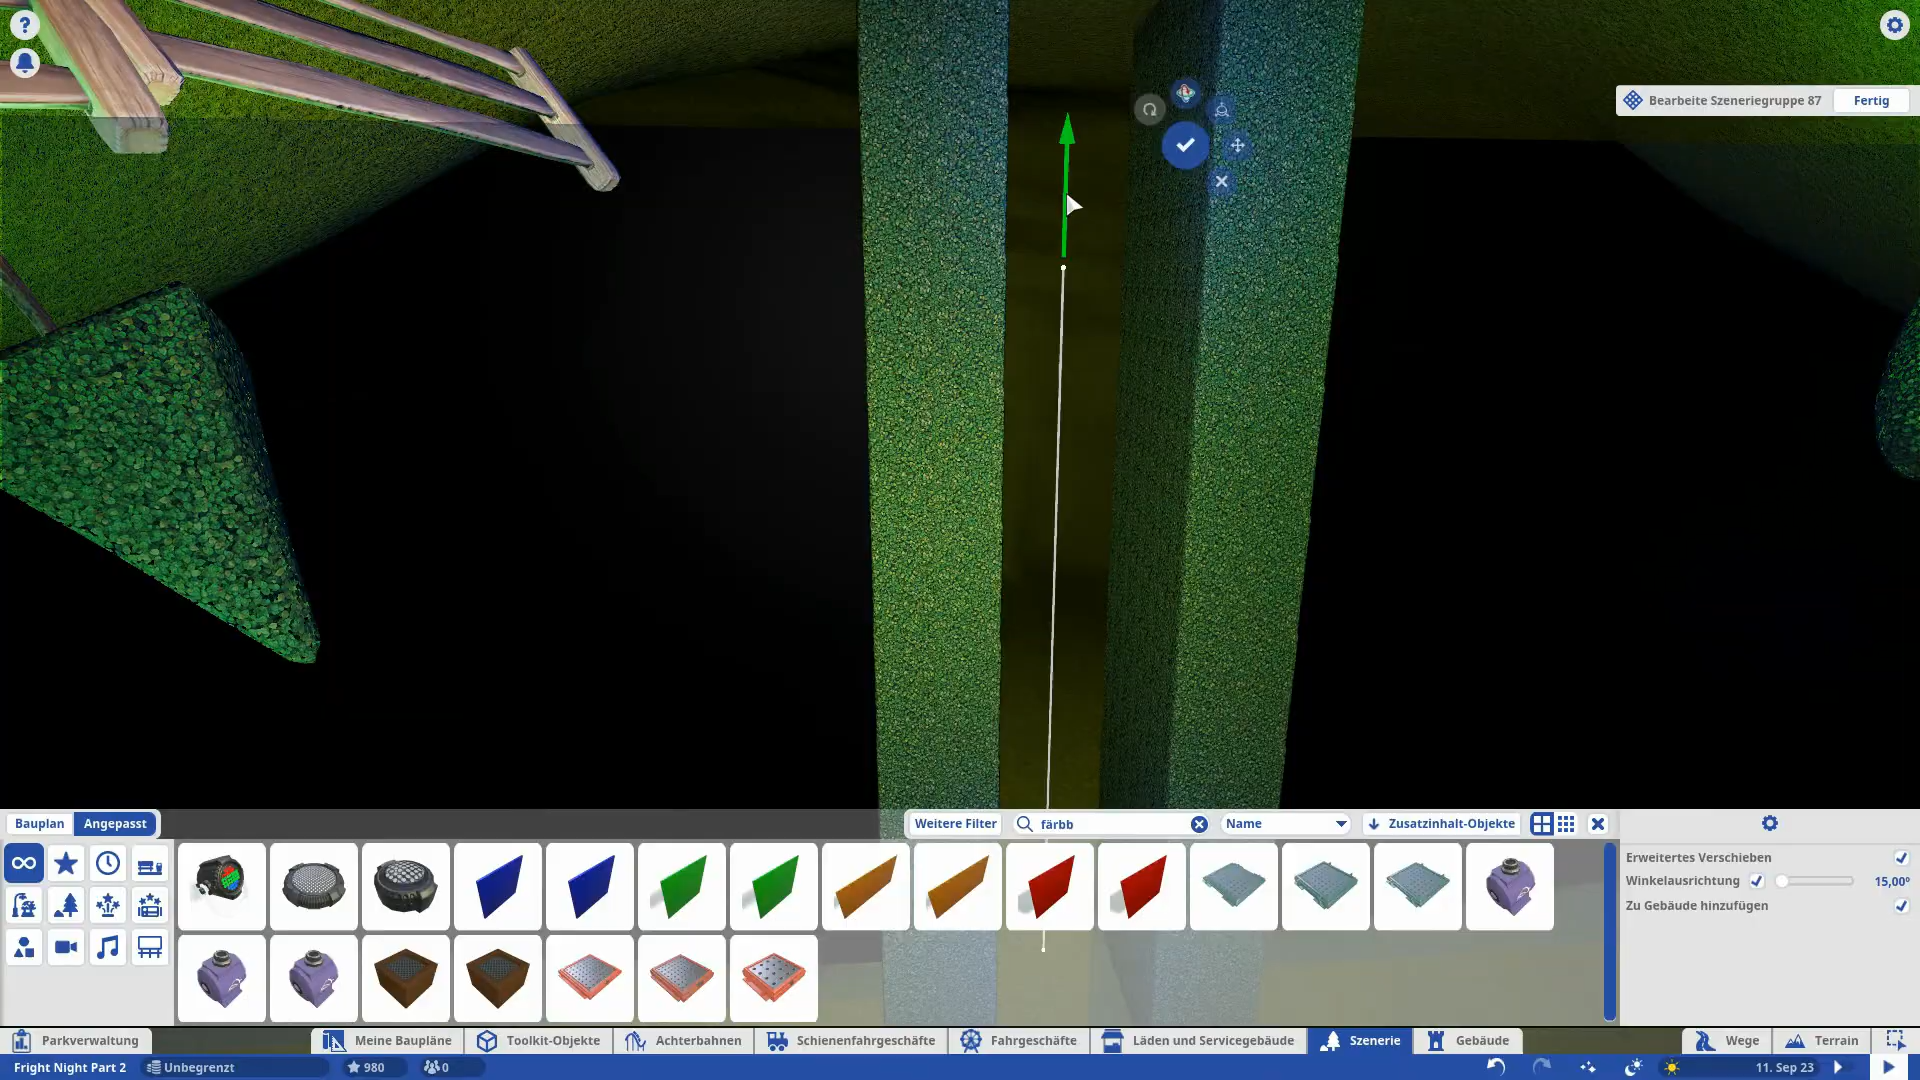 ?
Bearbeite Szeneriegruppe 87
Fertig
Bauplan
Angepasst
Weitere Filter
färbb
Name
Zusatzinhalt-Objekte
Erweitertes Verschieben
Winkelausrichtung
15,00°
Zu Gebäude hinzufügen
Parkverwaltung
Meine Baupläne
Toolkit-Objekte
Achterbahnen
Schienenfahrgeschäfte
Fahrgeschäfte
Läden und Servicegebäude
Szenerie
Gebäude
Wege
Terrain
Fright Night Part 2
Unbegrenzt
980
0
11. Sep 23